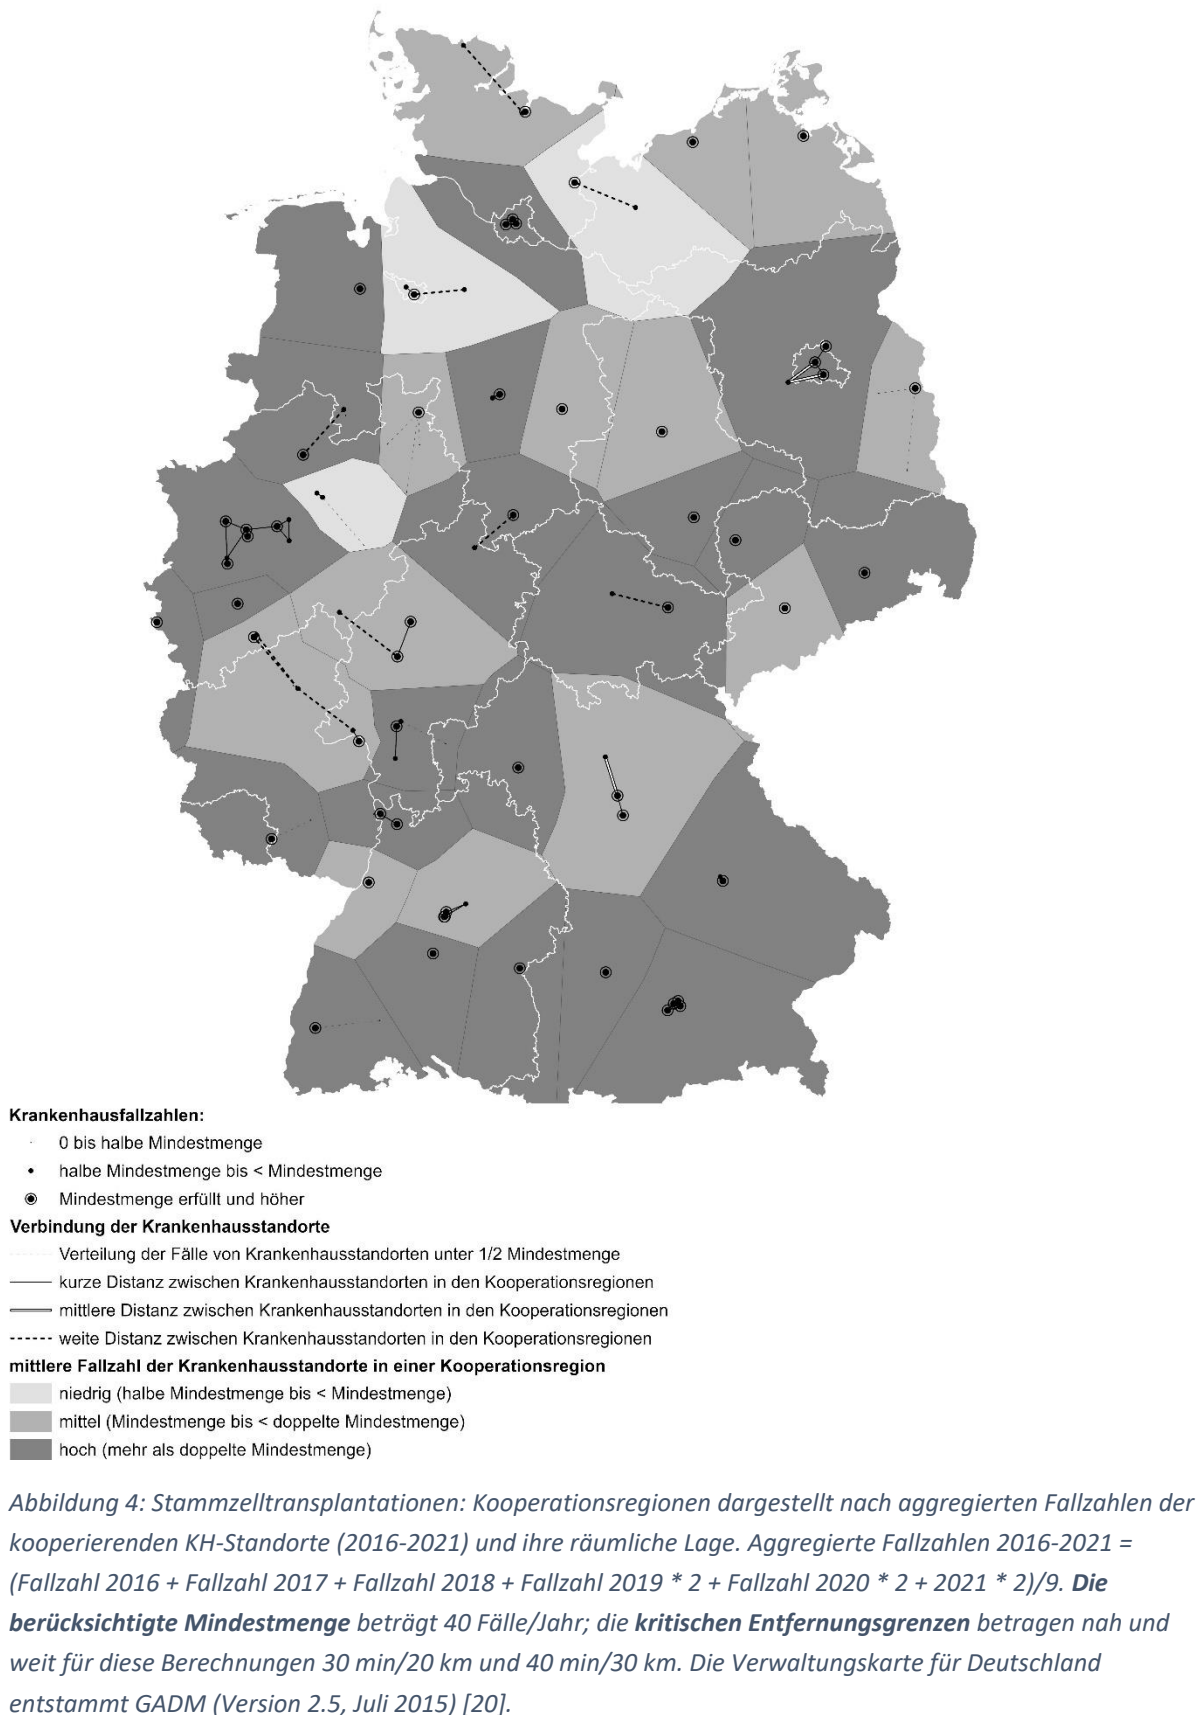 Krankenhausfallzahlen:
0 bis halbe Mindestmenge
halbe Mindestmenge bis < Mindestmenge
Mindestmenge erfüllt und höher
Verbindung der Krankenhausstandorte
Verteilung der Fälle von Krankenhausstandorten unter 1/2 Mindestmenge
kurze Distanz zwischen Krankenhausstandorten in den Kooperationsregionen
mittlere Distanz zwischen Krankenhausstandorten in den Kooperationsregionen
weite Distanz zwischen Krankenhausstandorten in den Kooperationsregionen
mittlere Fallzahl der Krankenhausstandorte in einer Kooperationsregion
niedrig (halbe Mindestmenge bis < Mindestmenge)
mittel (Mindestmenge bis < doppelte Mindestmenge)
hoch (mehr als doppelte Mindestmenge)
Abbildung 4: Stammzelltransplantationen: Kooperationsregionen dargestellt nach aggregierten Fallzahlen der
kooperierenden KH-Standorte (2016-2021) und ihre räumliche Lage. Aggregierte Fallzahlen 2016-2021 =
(Fallzahl 2016 + Fallzahl 2017 + Fallzahl 2018 + Fallzahl 2019 * 2 + Fallzahl 2020 * 2 + 2021 * 2)/9. Die
berücksichtigte Mindestmenge beträgt 40 Fälle/Jahr; die kritischen Entfernungsgrenzen betragen nah und
weit für diese Berechnungen 30 min/20 km und 40 min/30 km. Die Verwaltungskarte für Deutschland
entstammt GADM (Version 2.5, Juli 2015) [20].